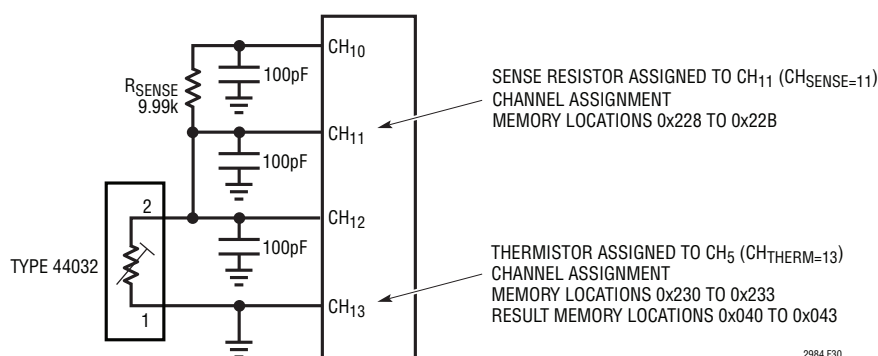 CH10
100pF
RSENSE
9.99k
SENSE RESISTOR ASSIGNED TO CH11 (CHSENSE=11)
CHANNEL ASSIGNMENT
MEMORY LOCATIONS 0x228 TO 0x22B
CH11
100pF
2
CH12
100pF
TYPE 44032
THERMISTOR ASSIGNED TO CH5 (CHTHERM=13)
CHANNEL ASSIGNMENT
MEMORY LOCATIONS 0x230 TO 0x233
RESULT MEMORY LOCATIONS 0x040 TO 0x043
1
CH13
2984 F30